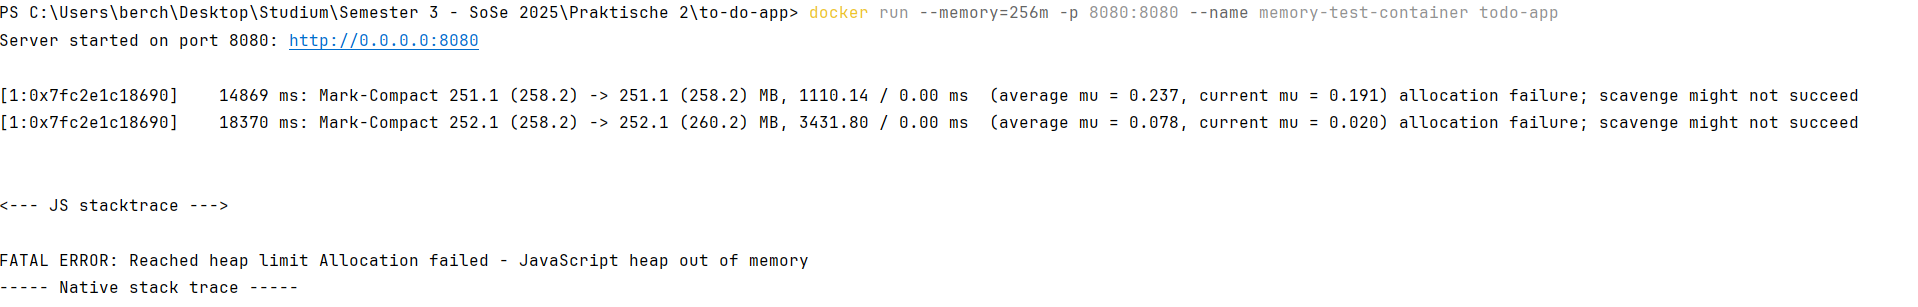 PS C:\Users\berch\Desktop\Studium\Semester 3 - SoSe 2025\Praktische 2\to-do-app> docker run --memory=256m -p 8080:8080 --name memory-test-container todo-app
Server started on port 8080: http://0.0.0.0:8080
[1:0x7fc2e1c18690]    14869 ms: Mark-Compact 251.1 (258.2) -> 251.1 (258.2) MB, 1110.14 / 0.00 ms  (average mu = 0.237, current mu = 0.191) allocation failure; scavenge might not succeed
[1:0x7fc2e1c18690]    18370 ms: Mark-Compact 252.1 (258.2) -> 252.1 (260.2) MB, 3431.80 / 0.00 ms  (average mu = 0.078, current mu = 0.020) allocation failure; scavenge might not succeed
<--- JS stacktrace --->
FATAL ERROR: Reached heap limit Allocation failed - JavaScript heap out of memory
----- Native stack trace -----